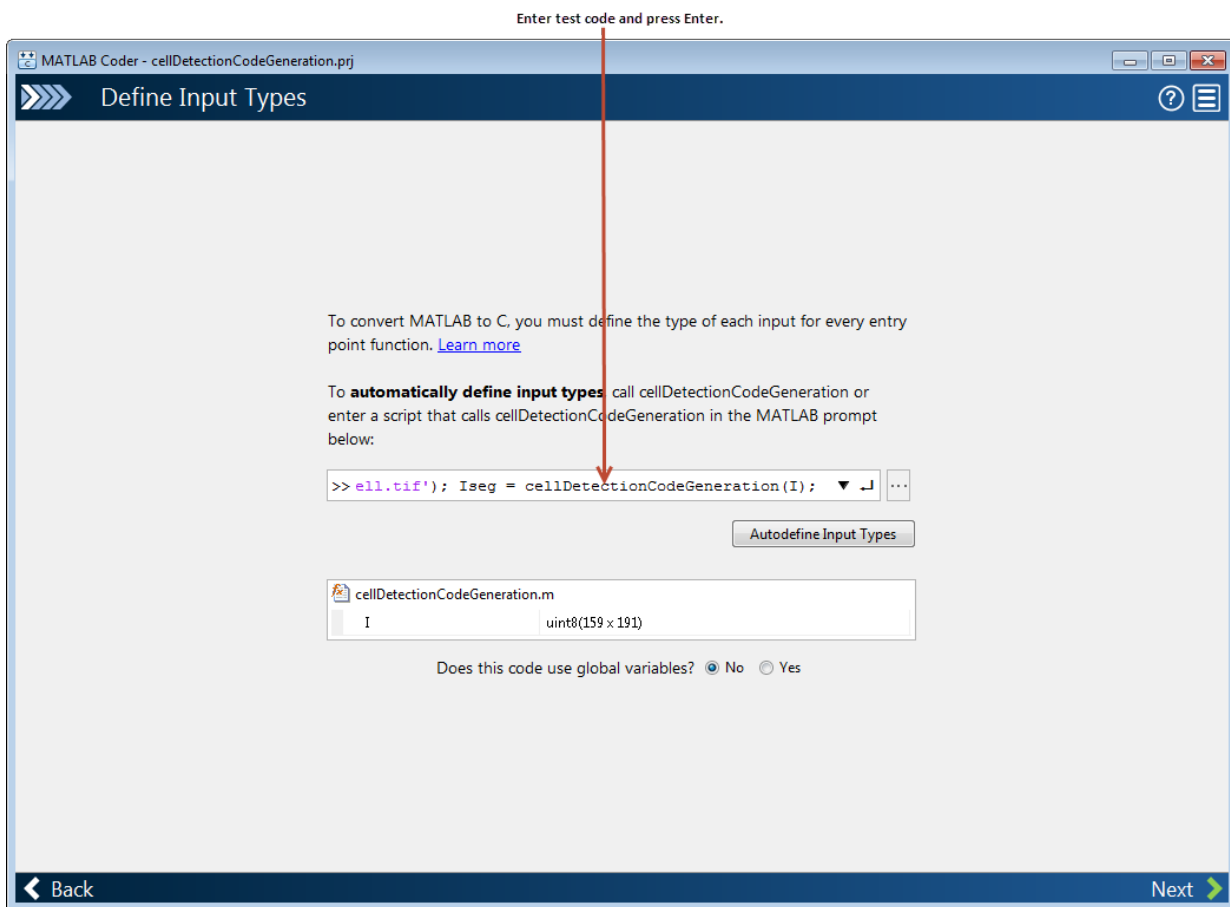 Enter test code and press Enter.
MATLAB Coder - cellDetectionCodeGeneration.prj
Define Input Types
To convert MATLAB to C, you must define the type of each input for every entry
point function. Learn more
To automatically define input types, call cellDetectionCodeGeneration or
enter a script that calls cellDetectionCodeGeneration in the MATLAB prompt
below:
>> ell.tif'); Iseg = cellDetectionCodeGeneration(I);
...
Autodefine Input Types
cellDetectionCodeGeneration.m
I uint8(159 x 191)
Does this code use global variables? No Yes
Back Next